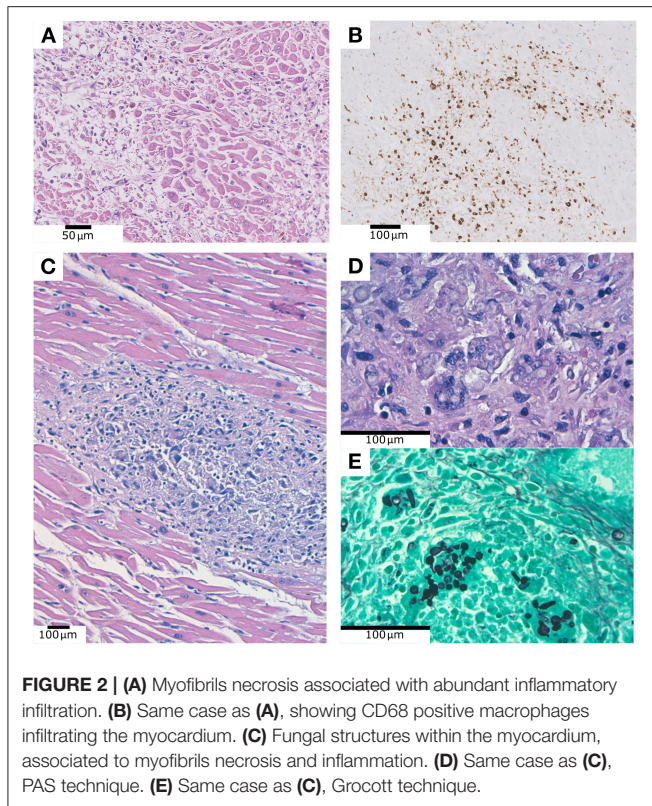 A
B
50 µm
100 µm
C
D
100 µm
E
100 µm
100 µm
FIGURE 2 | (A) Myofibrils necrosis associated with abundant inflammatory
infiltration. (B) Same case as (A), showing CD68 positive macrophages
infiltrating the myocardium. (C) Fungal structures within the myocardium,
associated to myofibrils necrosis and inflammation. (D) Same case as (C),
PAS technique. (E) Same case as (C), Grocott technique.